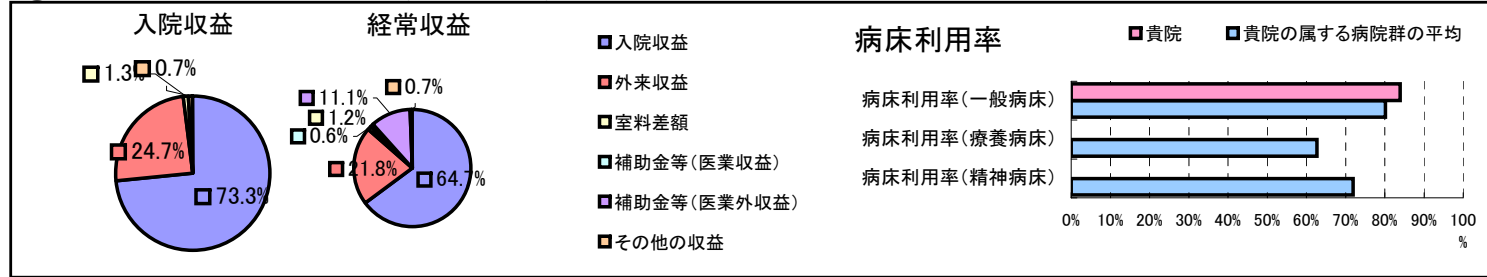 入院収益
1.3%
0.7%
24.7%
73.3%
経常収益
0.7%
11.1%
1.2%
0.6%
21.8%
64.7%
入院収益
外来収益
室料差額
補助金等(医業収益)
補助金等(医業外収益)
その他の収益
病床利用率
貴院
貴院の属する病院群の平均
病床利用率(一般病床)
病床利用率(療養病床)
病床利用率(精神病床)
0% 10% 20% 30% 40% 50% 60% 70% 80% 90% 100
%